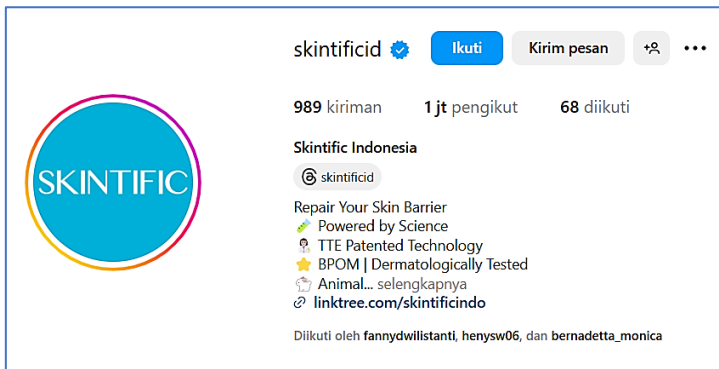 skintificid Ikuti Kirim pesan
989 kiriman 1 jt pengikut 68 diikuti
Skintific Indonesia
skintificid
SKINTIFIC
Repair Your Skin Barrier
Powered by Science
TTE Patented Technology
BPOM | Dermatologically Tested
Animal... selengkapnya
linktree.com/skintificindo
Diikuti oleh fannydwilistanti, henysw06, dan bernadetta_monica